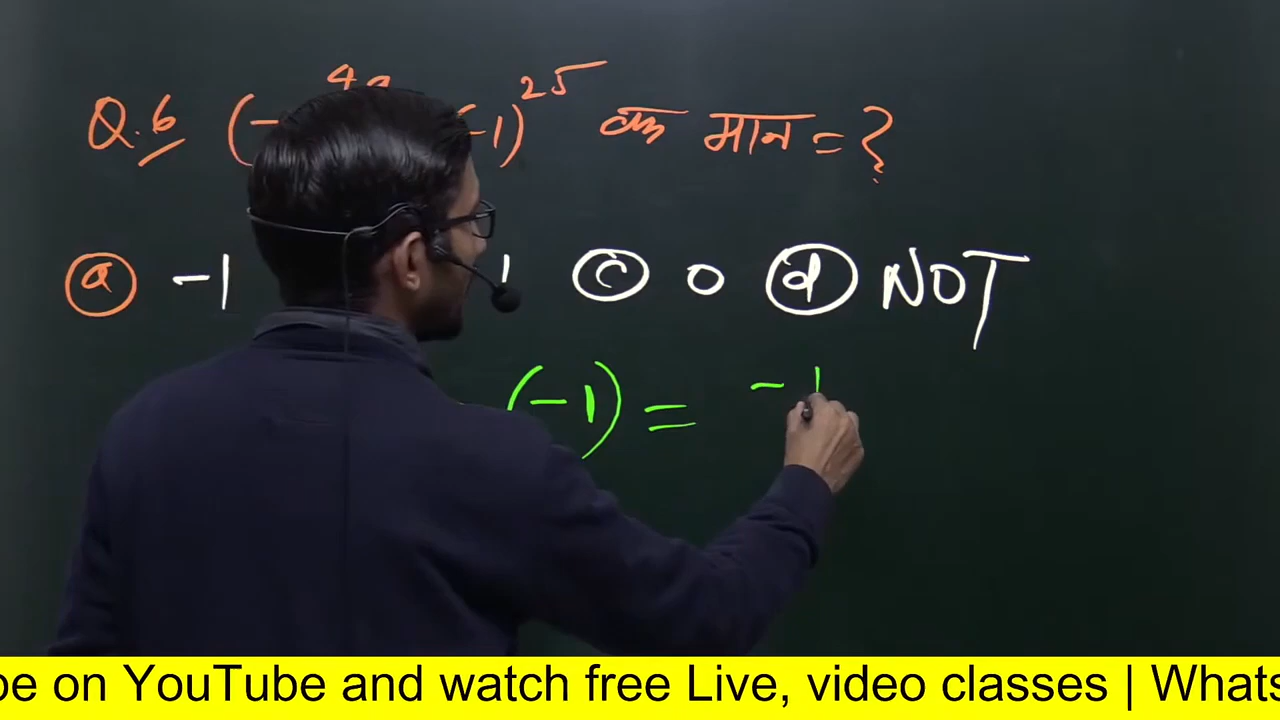 Q.6 (- 4 -1)²⁵ का मान = ?
a -1 1 c 0 d NOT
(-1) = -1
be on YouTube and watch free Live, video classes | Whats